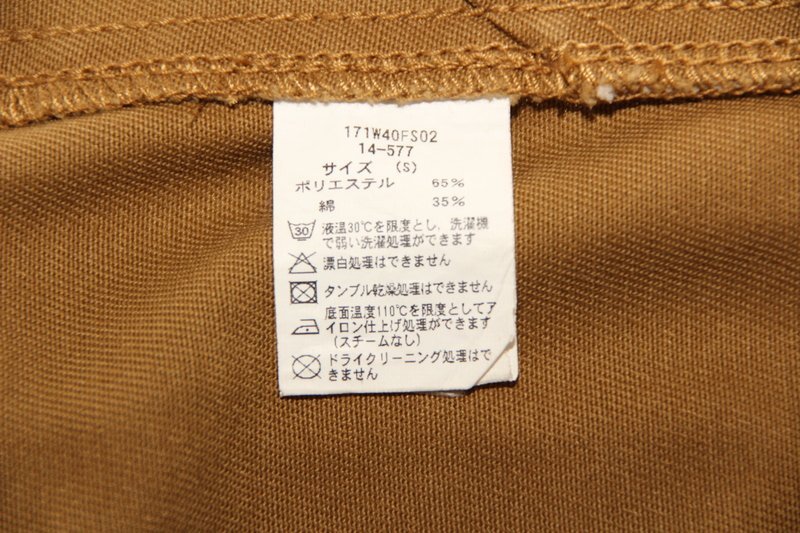 171W40FS02
14-577
サイズ (S)
ポリエステル 65%
綿 35%
30 液温30℃を限度とし、洗濯機
で弱い洗濯処理ができます
漂白処理はできません
タンブル乾燥処理はできません
底面温度110℃を限度としてア
イロン仕上げ処理ができます
(スチームなし)
ドライクリーニング処理はで
きません